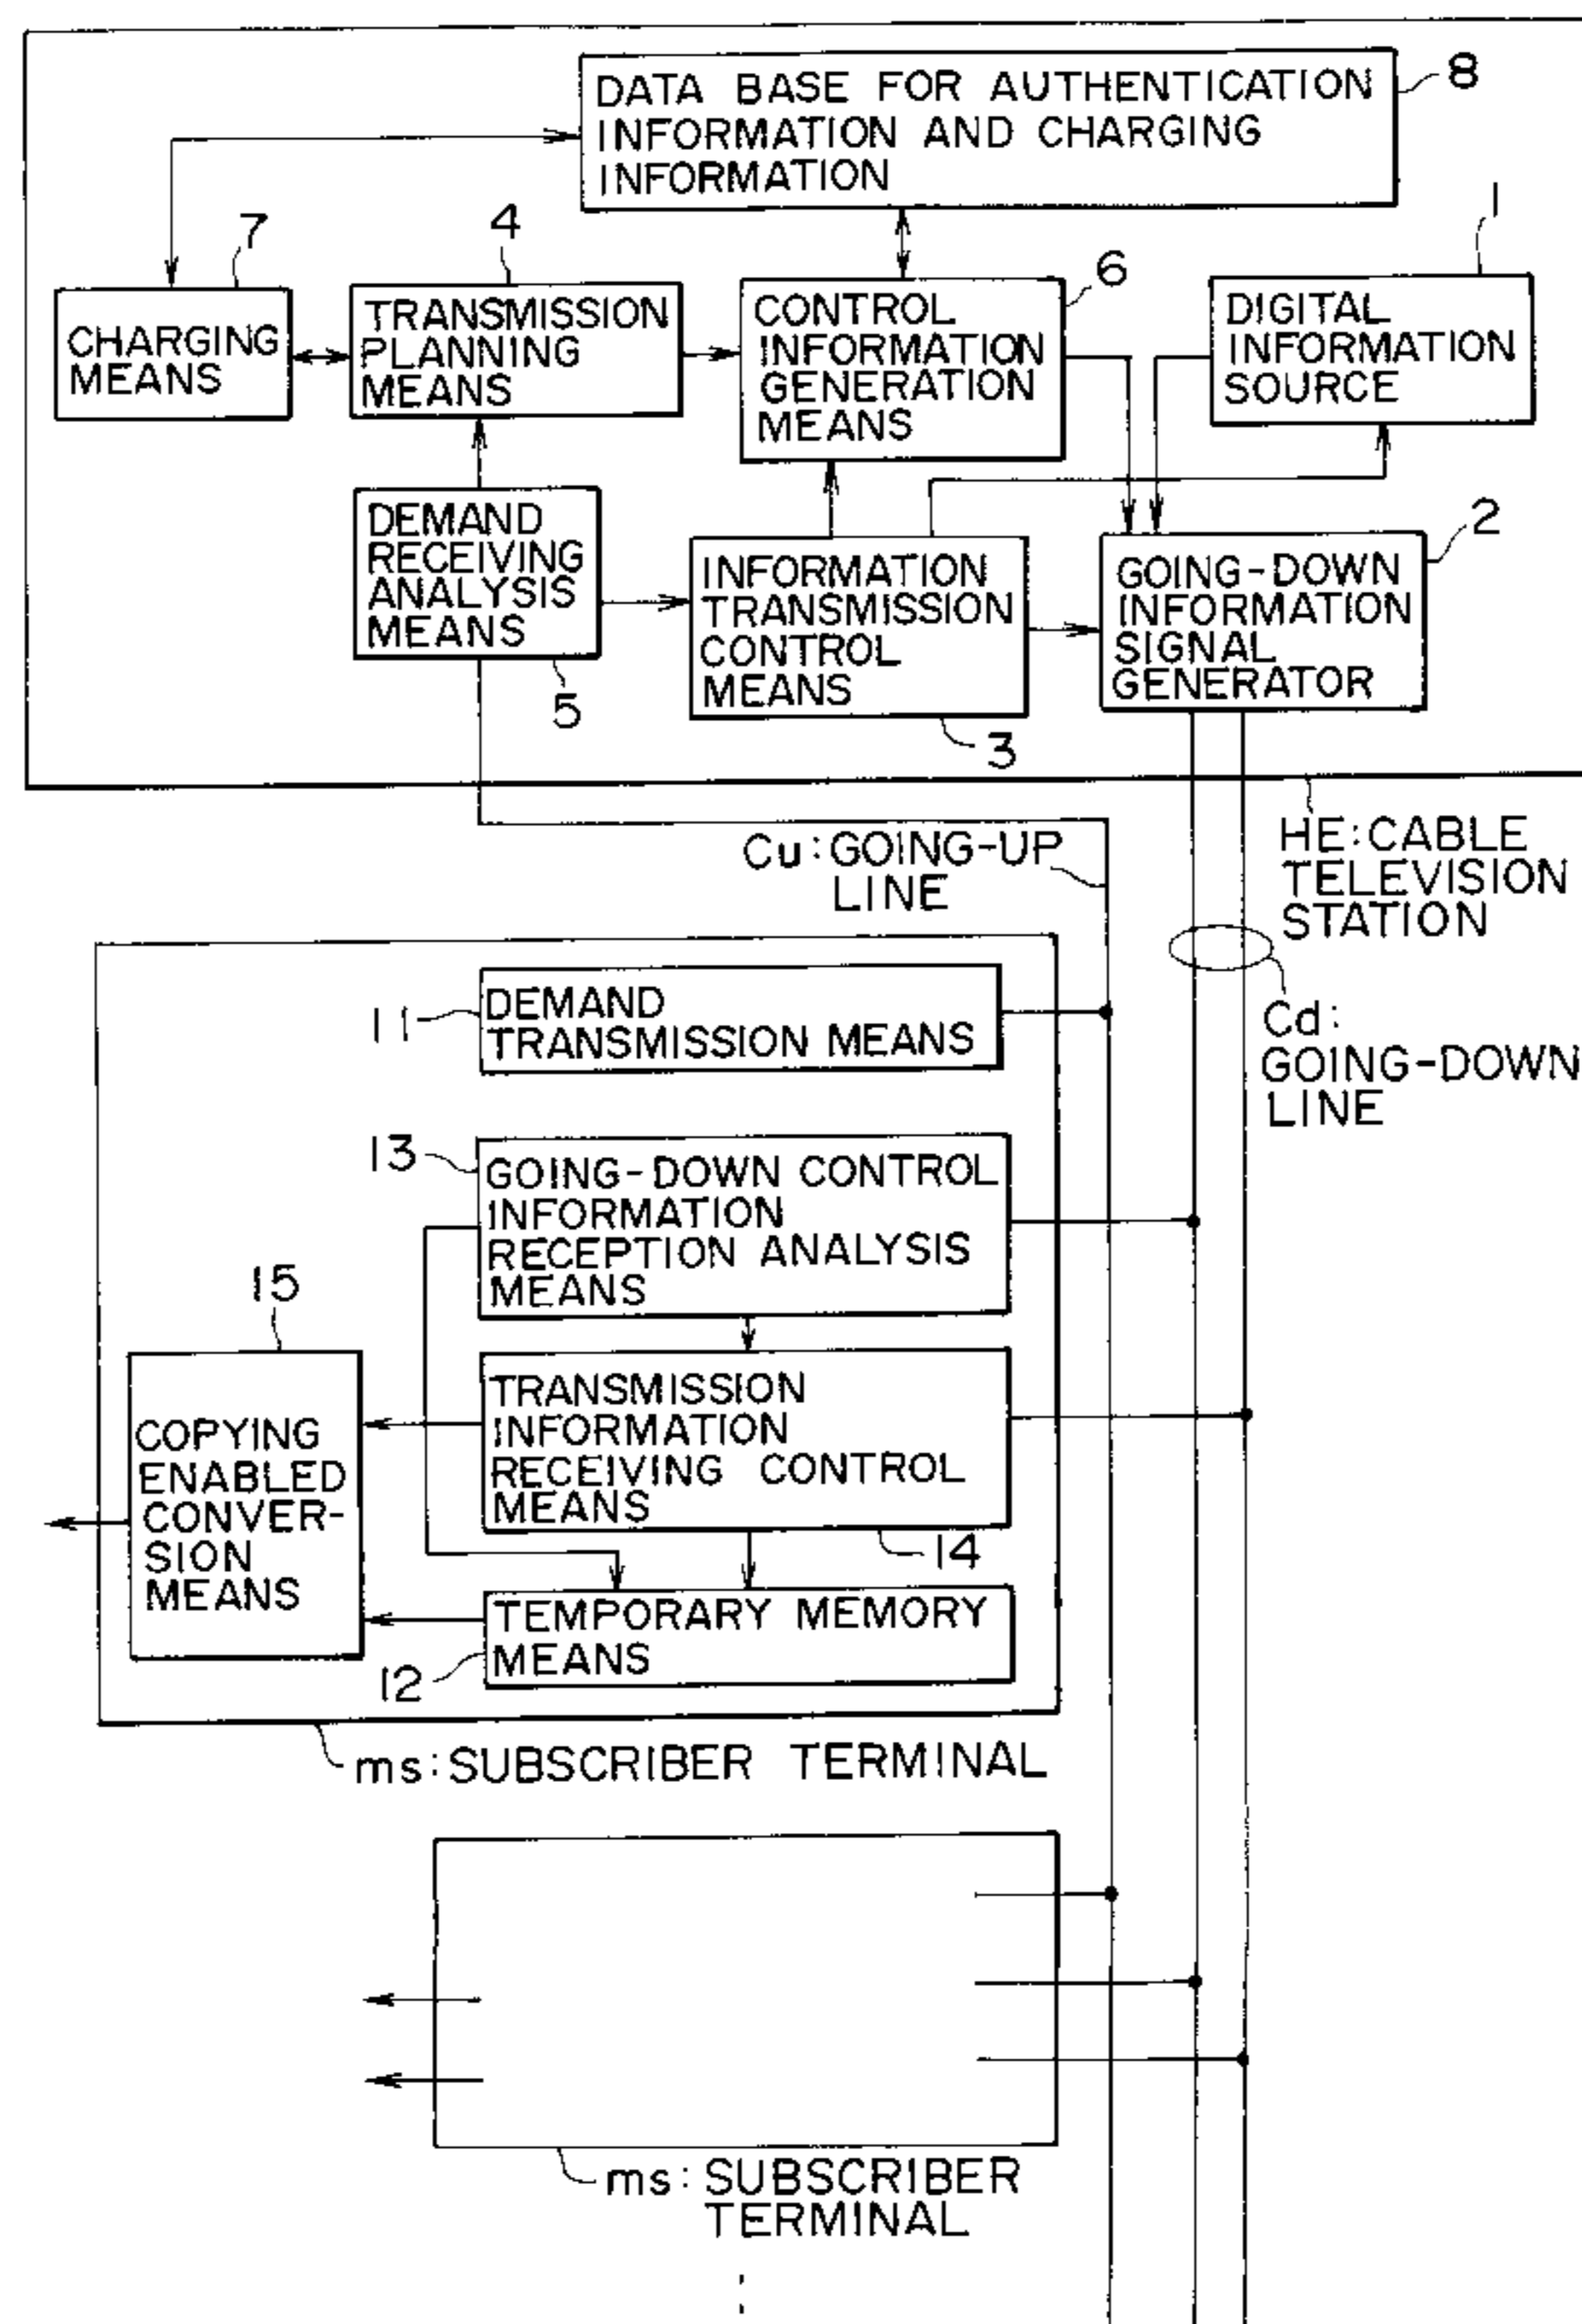 DATA BASE FOR AUTHENTICATION
INFORMATION AND CHARGING
INFORMATION
8
7
CHARGING
MEANS
4
TRANSMISSION
PLANNING
MEANS
6
CONTROL
INFORMATION
GENERATION
MEANS
1
DIGITAL
INFORMATION
SOURCE
DEMAND
RECEIVING
ANALYSIS
MEANS
5
INFORMATION
TRANSMISSION
CONTROL
MEANS
3
2
GOING-DOWN
INFORMATION
SIGNAL
GENERATOR
Cu:GOING-UP
LINE
HE:CABLE
TELEVISION
STATION
Cd:
GOING-DOWN
LINE
11
DEMAND
TRANSMISSION MEANS
13
GOING-DOWN CONTROL
INFORMATION
RECEPTION ANALYSIS
MEANS
15
COPYING
ENABLED
CONVER-
SION
MEANS
TRANSMISSION
INFORMATION
RECEIVING CONTROL
MEANS
14
TEMPORARY MEMORY
MEANS
12
ms:SUBSCRIBER TERMINAL
ms:SUBSCRIBER
TERMINAL